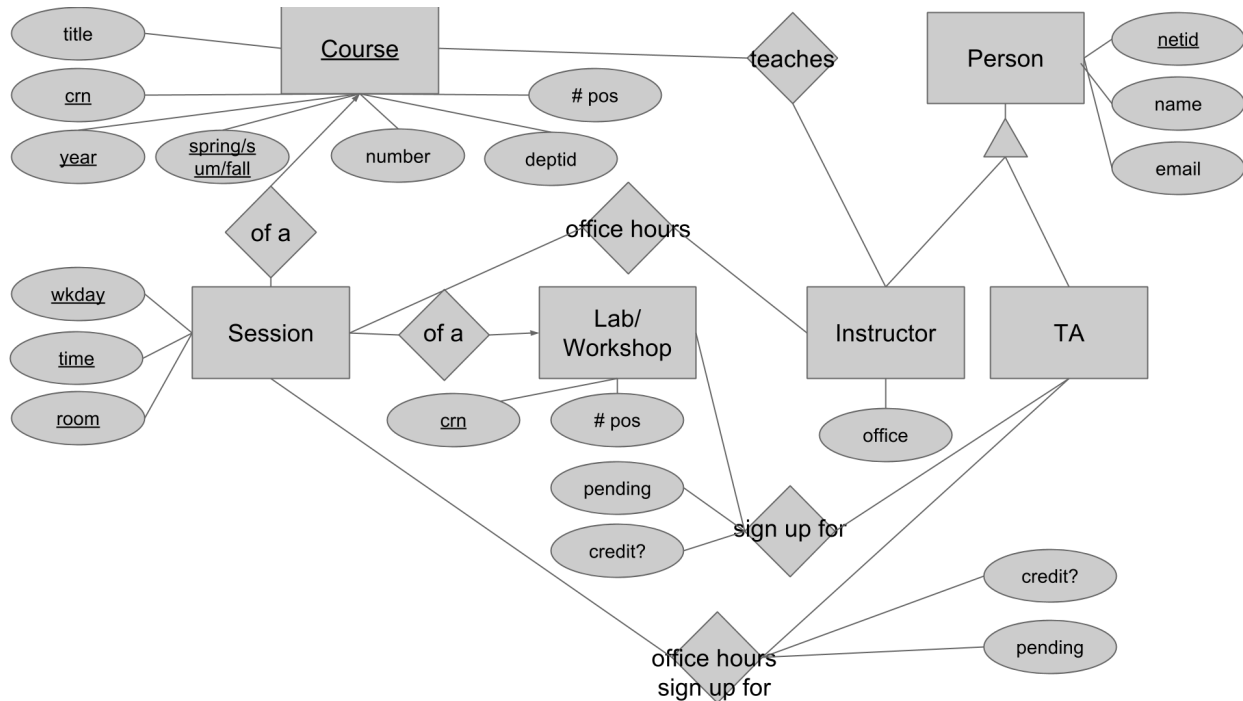 title
Course
teaches
Person
netid
crn
# pos
name
year
spring/s
um/fall
number
deptid
email
of a
office hours
wkday
Session
of a
Lab/
Workshop
Instructor
TA
time
room
crn
# pos
office
pending
sign up for
credit?
credit?
pending
office hours
sign up for